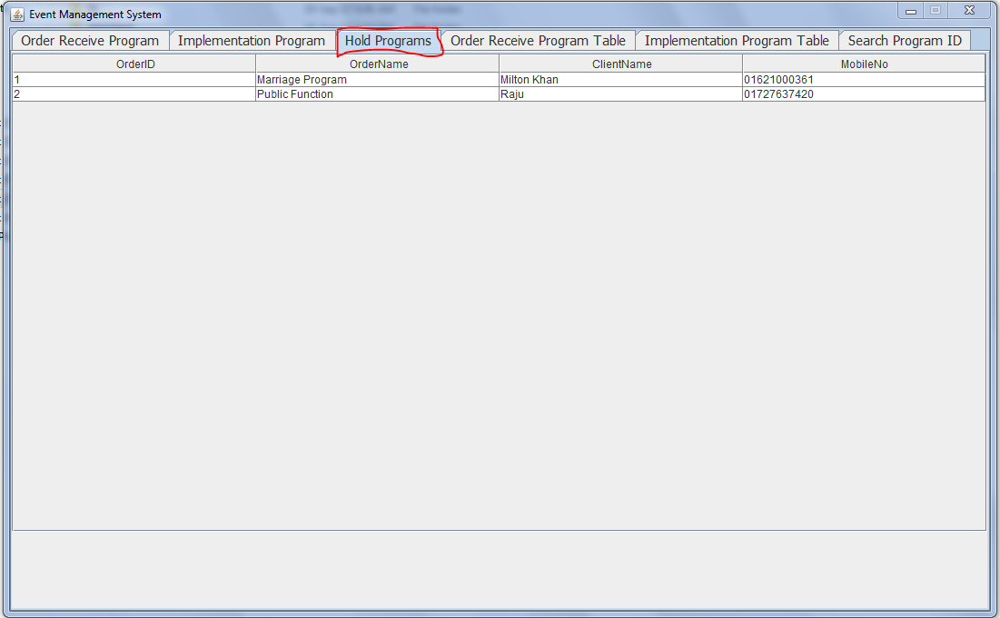 Event Management System
Order Receive Program Implementation Program Hold Programs Order Receive Program Table Implementation Program Table Search Program ID
OrderID OrderName ClientName MobileNo
1 Marriage Program Milton Khan 01621000361
2 Public Function Raju 01727637420